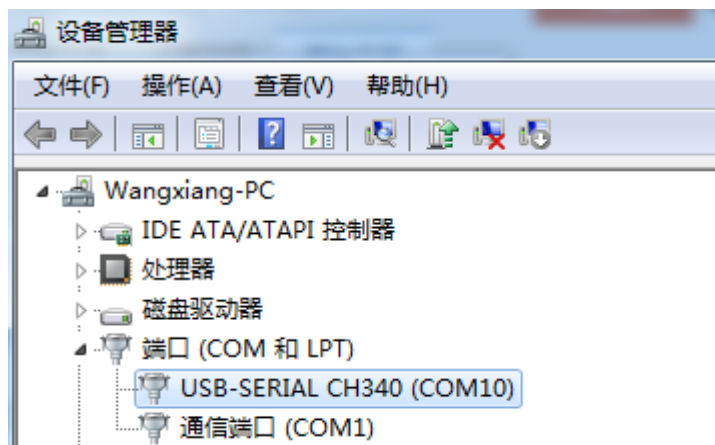 设备管理器
文件(F) 操作(A) 查看(V) 帮助(H)
Wangxiang-PC
IDE ATA/ATAPI 控制器
处理器
磁盘驱动器
端口 (COM 和 LPT)
USB-SERIAL CH340 (COM10)
通信端口 (COM1)